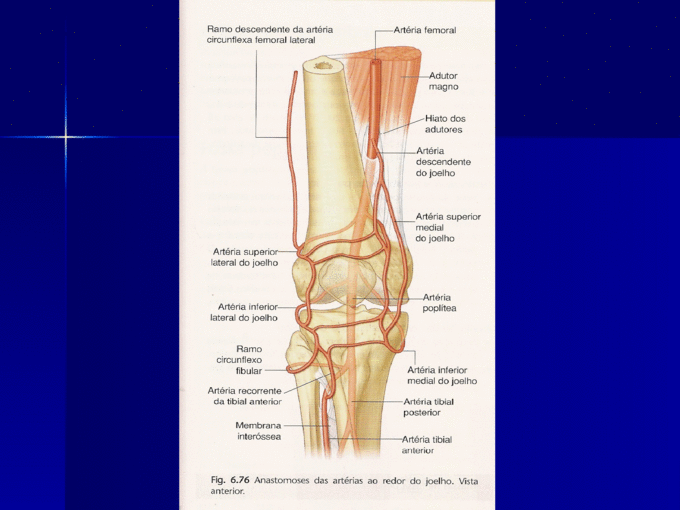 Ramo descendente da artéria
circunflexa femoral lateral
Artéria femoral
Adutor
magno
Hiato dos
adutores
Artéria
descendente
do joelho
Artéria superior
medial
do joelho
Artéria superior
lateral do joelho
Artéria inferior
lateral do joelho
Artéria
poplítea
Ramo
circunflexo
fibular
Artéria inferior
medial do joelho
Artéria recorrente
da tibial anterior
Artéria tibial
posterior
Membrana
interóssea
Artéria tibial
anterior
Fig. 6.76 Anastomoses das artérias ao redor do joelho. Vista
anterior.